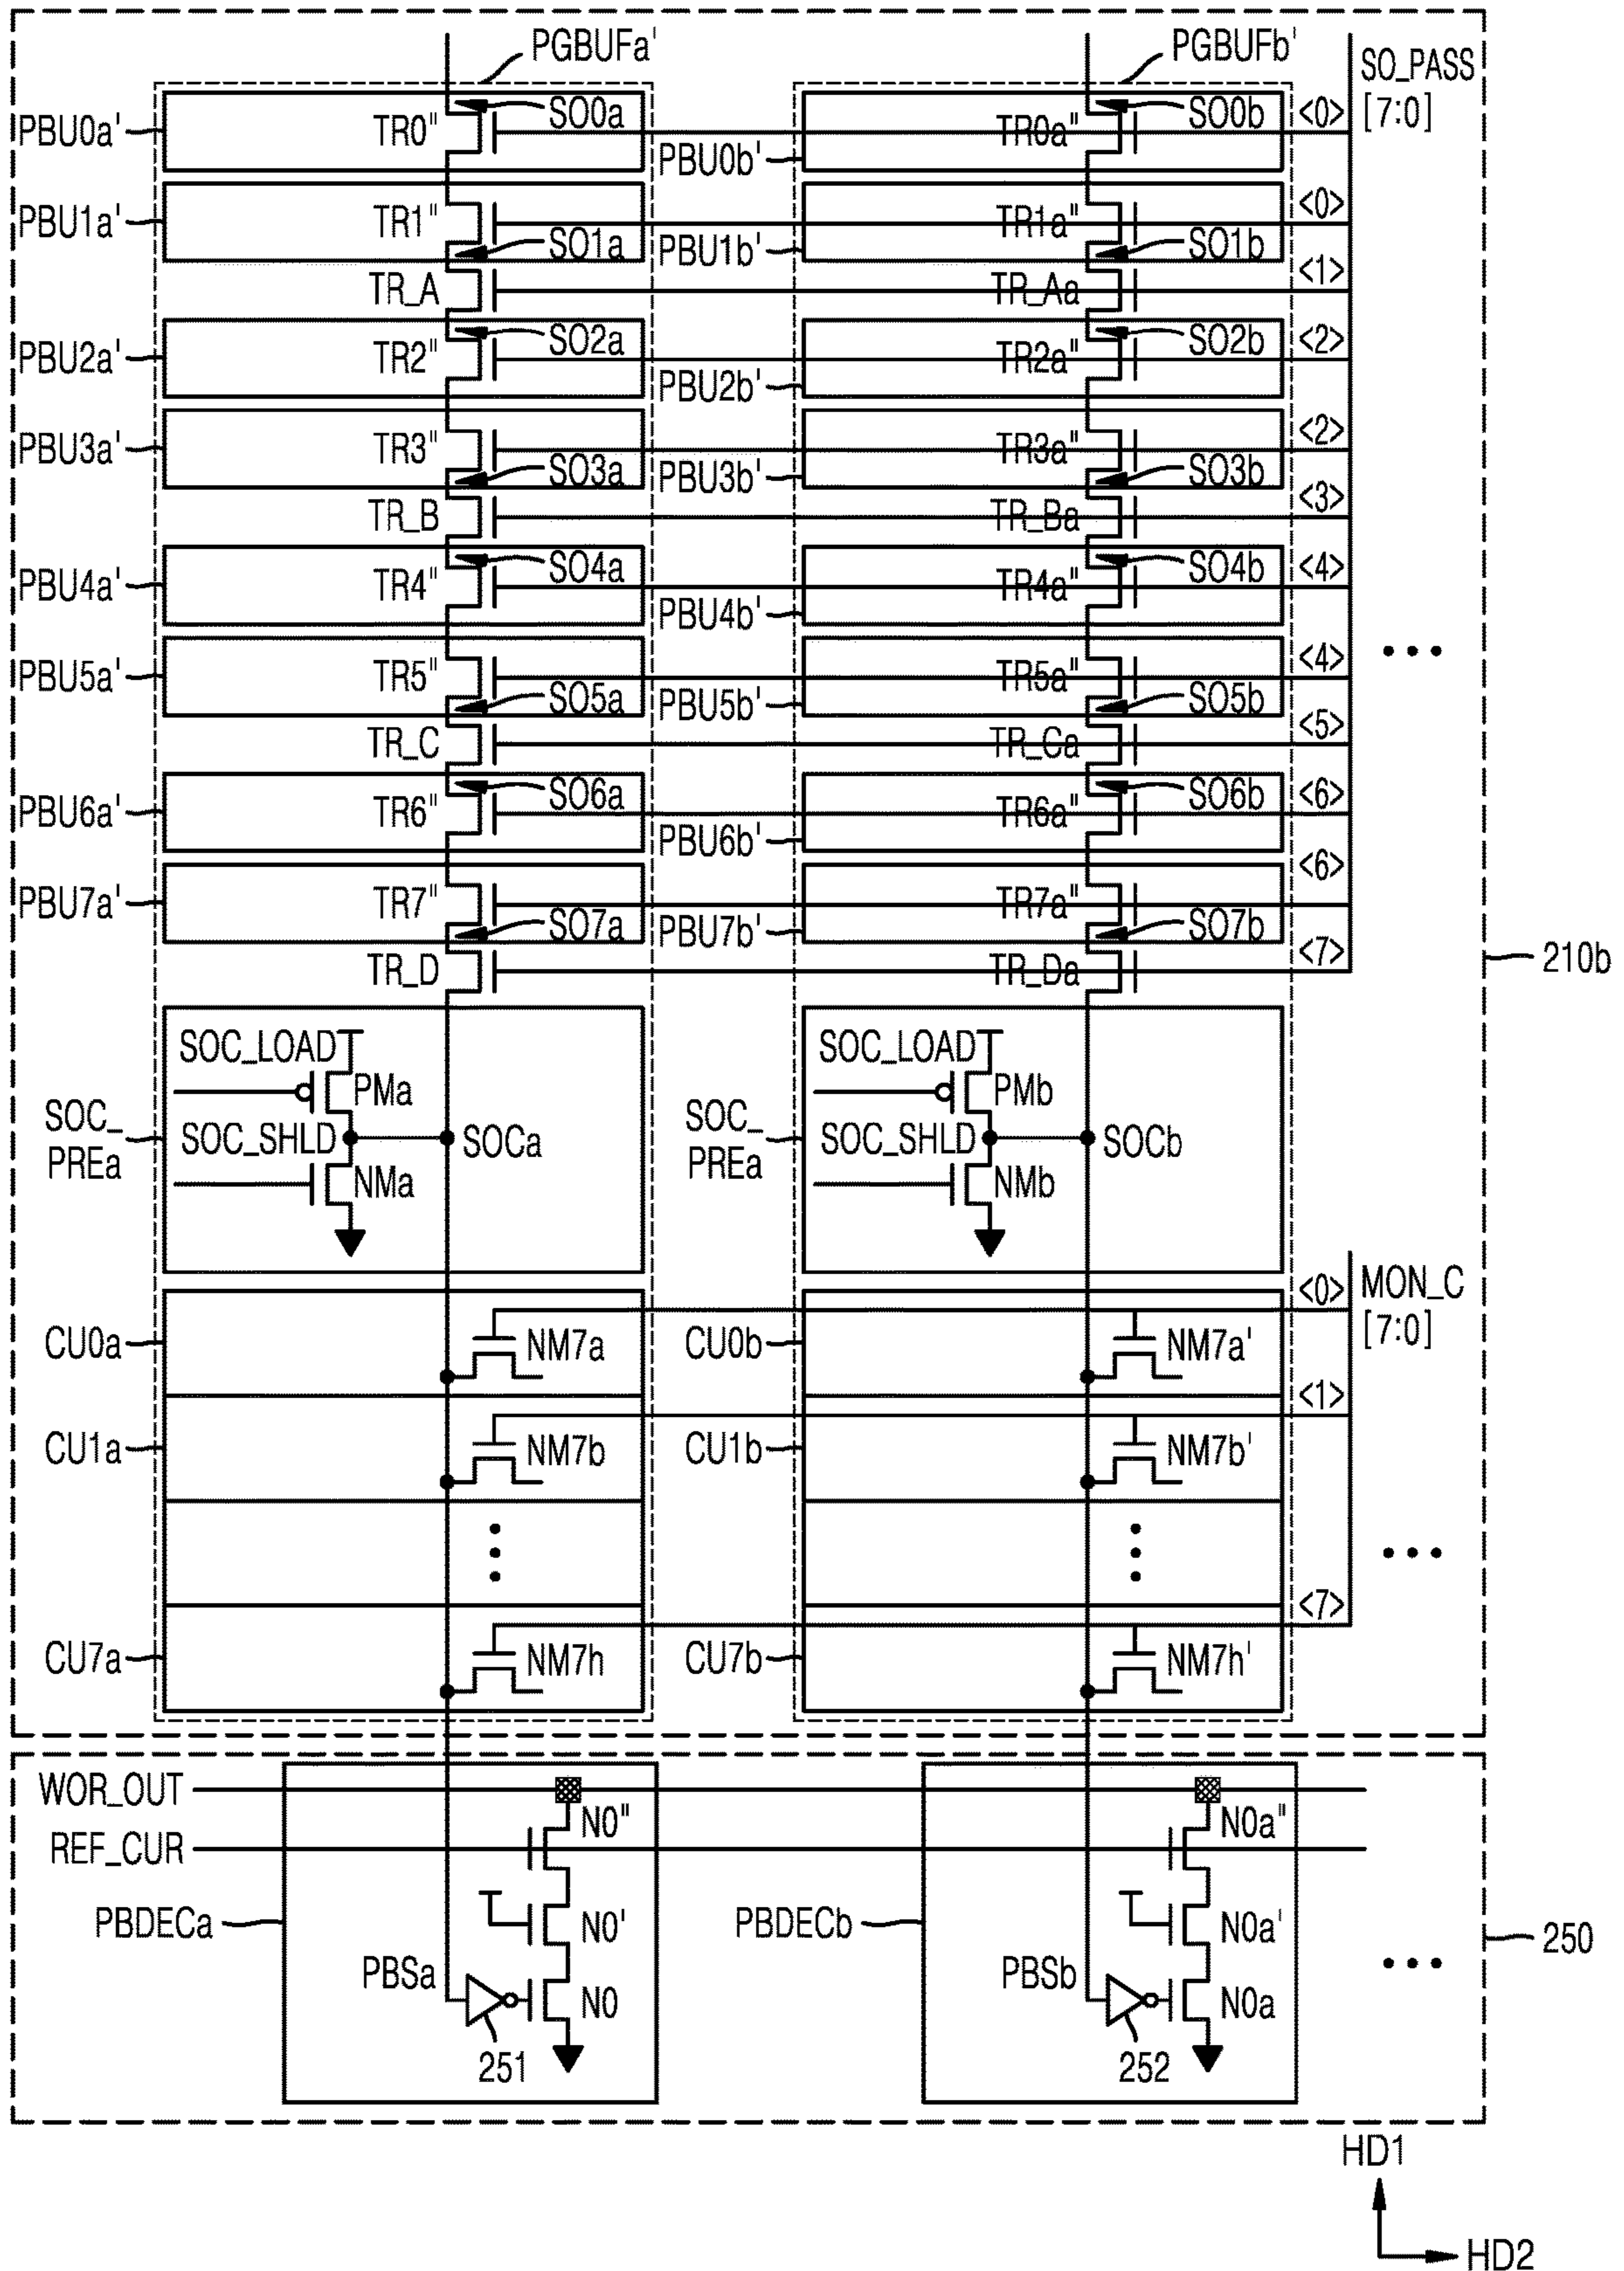 PGBUFa'
PGBUFb'
SO_PASS
[7:0]
PBU0a'
TR0"
SO0a
PBU0b'
TR0a"
SO0b
<0>
PBU1a'
TR1"
SO1a
PBU1b'
TR1a"
SO1b
<0>
TR_A
TR_Aa
<1>
PBU2a'
TR2"
SO2a
PBU2b'
TR2a"
SO2b
<2>
PBU3a'
TR3"
SO3a
PBU3b'
TR3a"
SO3b
<2>
TR_B
TR_Ba
<3>
PBU4a'
TR4"
SO4a
PBU4b'
TR4a"
SO4b
<4>
PBU5a'
TR5"
SO5a
PBU5b'
TR5a"
SO5b
<4>
TR_C
TR_Ca
<5>
PBU6a'
TR6"
SO6a
PBU6b'
TR6a"
SO6b
<6>
PBU7a'
TR7"
SO7a
PBU7b'
TR7a"
SO7b
<6>
TR_D
TR_Da
<7>
210b
SOC_LOAD
PMa
SOC_
PREa
SOC_SHLD
SOCa
NMa
SOC_LOAD
PMb
SOC_
PREa
SOC_SHLD
SOCb
NMb
MON_C
[7:0]
CU0a
NM7a
CU0b
NM7a'
<0>
CU1a
NM7b
CU1b
NM7b'
<1>
CU7a
NM7h
CU7b
NM7h'
<7>
WOR_OUT
REF_CUR
N0"
N0a"
PBDECa
N0'
PBDECb
N0a'
250
PBSa
N0
251
PBSb
N0a
252
HD1
HD2